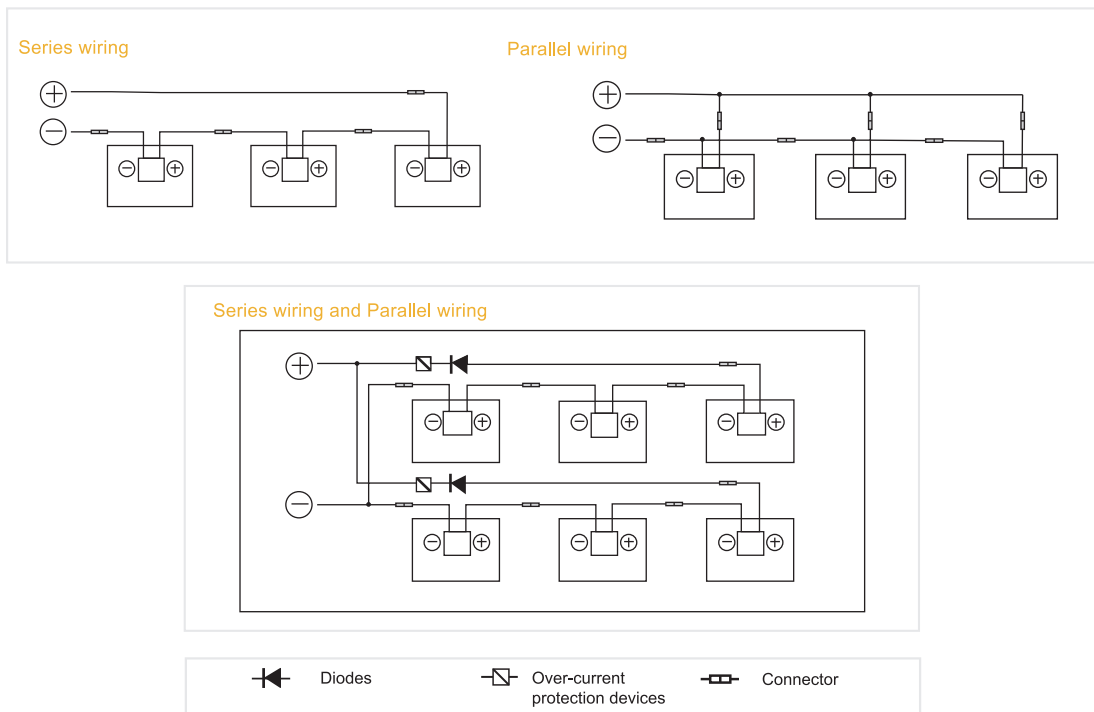 Series wiring
Parallel wiring
+
−
− +
− +
− +
+
−
− +
− +
− +
Series wiring and Parallel wiring
+
− +
− +
− +
−
− +
− +
− +
Diodes
Over-current
protection devices
Connector